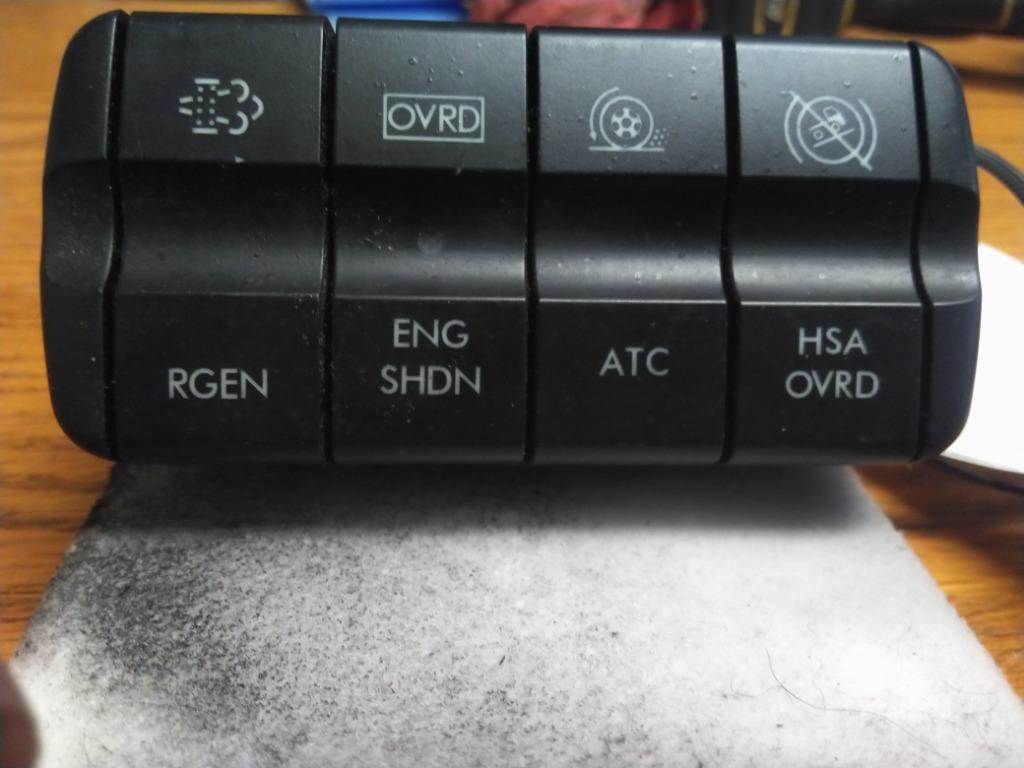 OVRD
RGEN
ENG
SHDN
ATC
HSA
OVRD